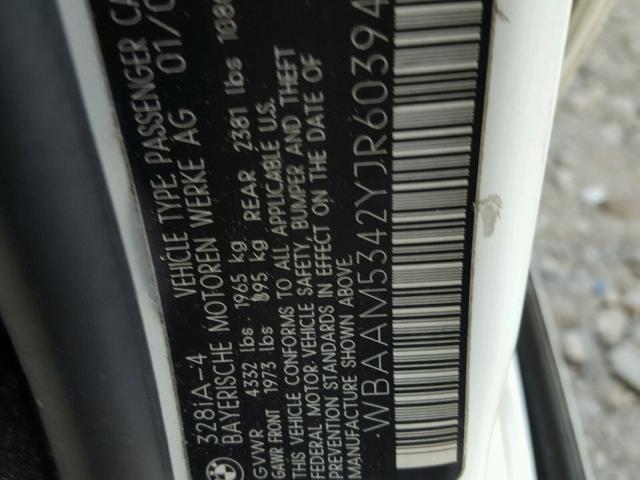 328iA-4 VEHICLE TYPE: PASSENGER CA
BAYERISCHE MOTOREN WERKE AG 01/0
GVWR 4332 lbs 1965 kg
GAWR FRONT 1973 lbs 895 kg REAR 2381 lbs 1080
THIS VEHICLE CONFORMS TO ALL APPLICABLE U.S.
FEDERAL MOTOR VEHICLE SAFETY, BUMPER AND THEFT
PREVENTION STANDARDS IN EFFECT ON THE DATE OF
MANUFACTURE SHOWN ABOVE.
WBAAM5342YJR60394